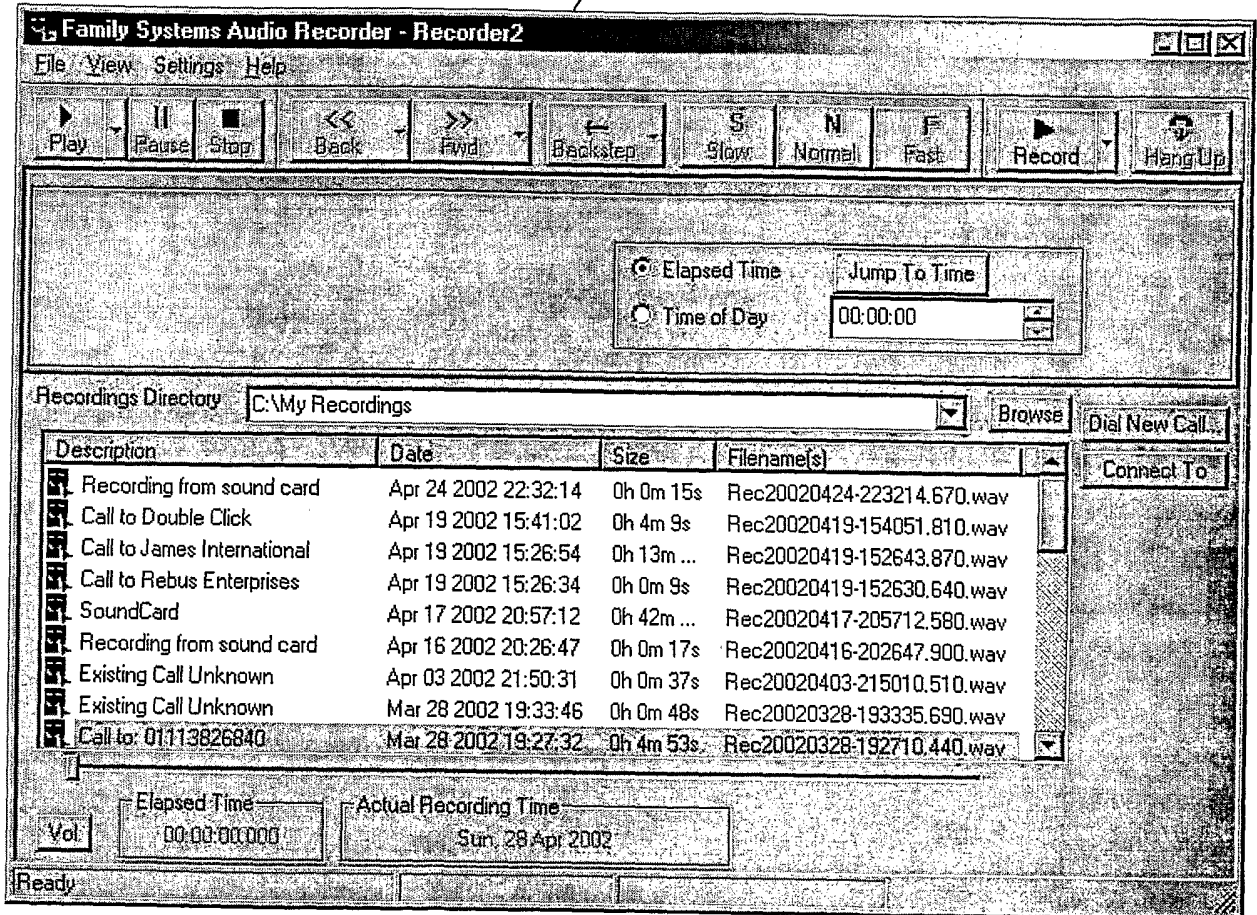 Family Systems Audio Recorder - Recorder2
File View Settings Help
Play Pause Stop << Back >> Fwd Backstep S Slow N Normal F Fast Record Hang Up
Elapsed Time Jump To Time
Time of Day 00:00:00
Recordings Directory C:\My Recordings Browse Dial New Call...
Connect To
Description Date Size Filename(s)
Recording from sound card Apr 24 2002 22:32:14 0h 0m 15s Rec20020424-223214.670.wav
Call to Double Click Apr 19 2002 15:41:02 0h 4m 9s Rec20020419-154051.810.wav
Call to James International Apr 19 2002 15:26:54 0h 13m ... Rec20020419-152643.870.wav
Call to Rebus Enterprises Apr 19 2002 15:26:34 0h 0m 9s Rec20020419-152630.640.wav
SoundCard Apr 17 2002 20:57:12 0h 42m ... Rec20020417-205712.580.wav
Recording from sound card Apr 16 2002 20:26:47 0h 0m 17s Rec20020416-202647.900.wav
Existing Call Unknown Apr 03 2002 21:50:31 0h 0m 37s Rec20020403-215010.510.wav
Existing Call Unknown Mar 28 2002 19:33:46 0h 0m 48s Rec20020328-193335.690.wav
Call to: 01113826840 Mar 28 2002 19:27:32 0h 4m 53s Rec20020328-192710.440.wav
Elapsed Time Actual Recording Time
Vol 00:00:00.000 Sun, 28 Apr 2002
Ready